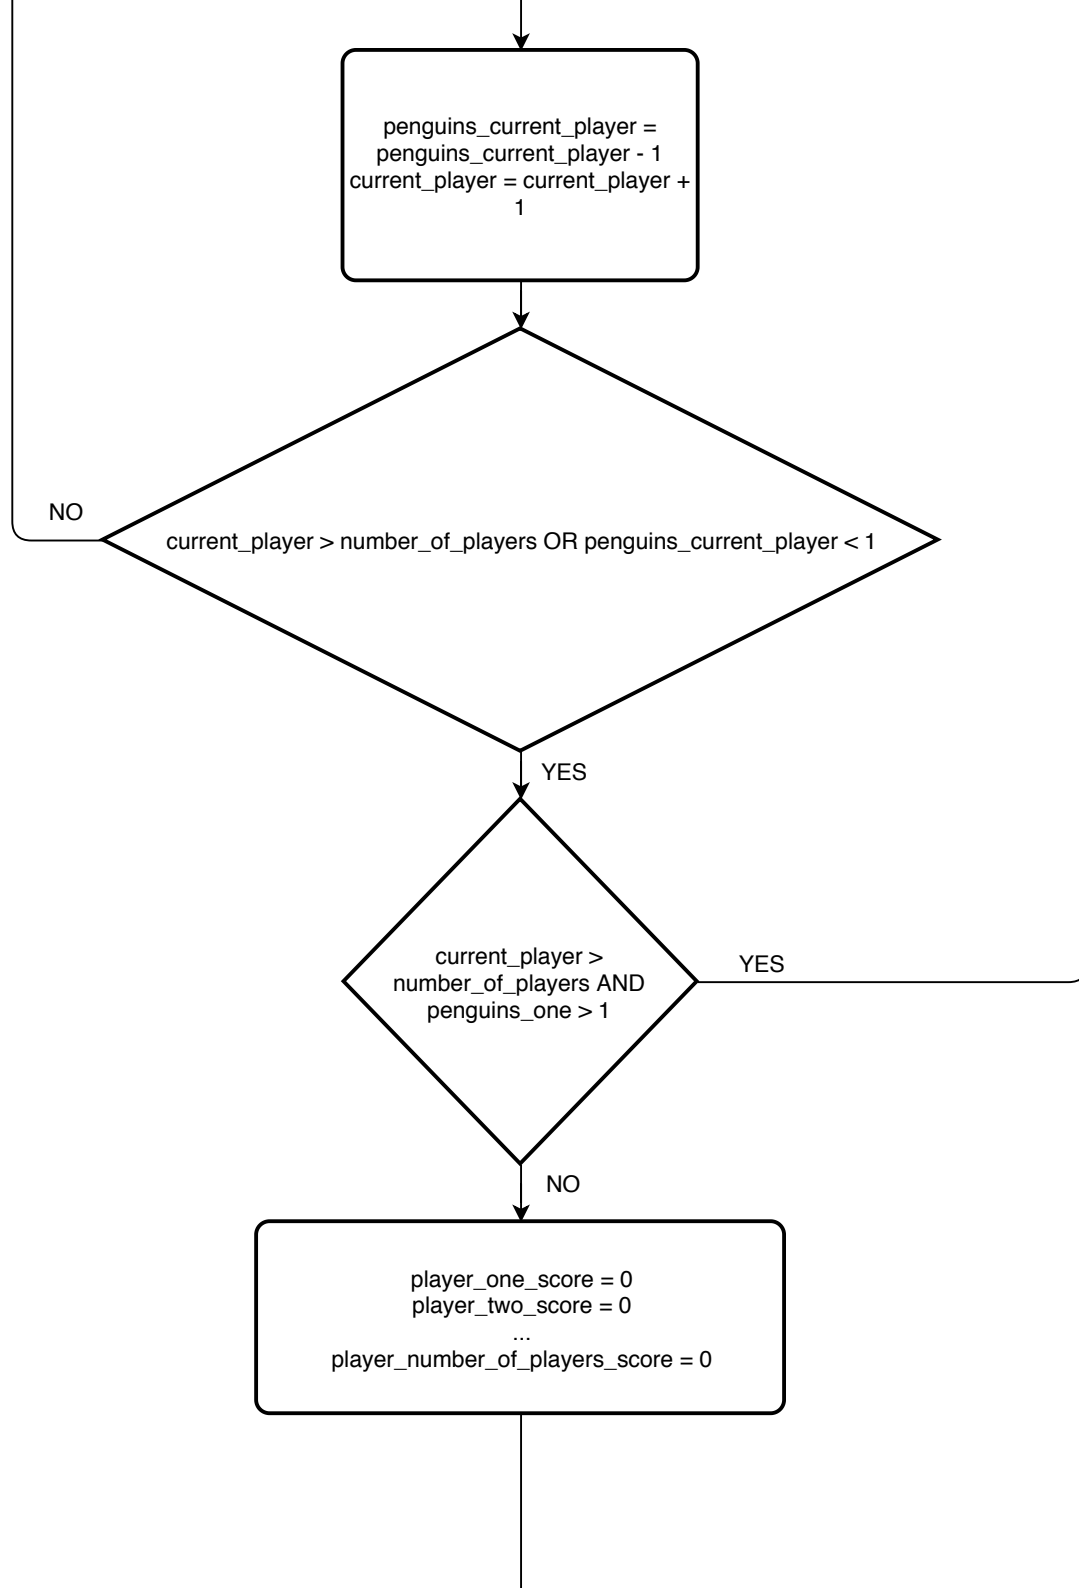 penguins_current_player =
penguins_current_player - 1
current_player = current_player +
1
NO
current_player > number_of_players OR penguins_current_player < 1
YES
current_player >
number_of_players AND
penguins_one > 1
YES
NO
player_one_score = 0
player_two_score = 0
...
player_number_of_players_score = 0